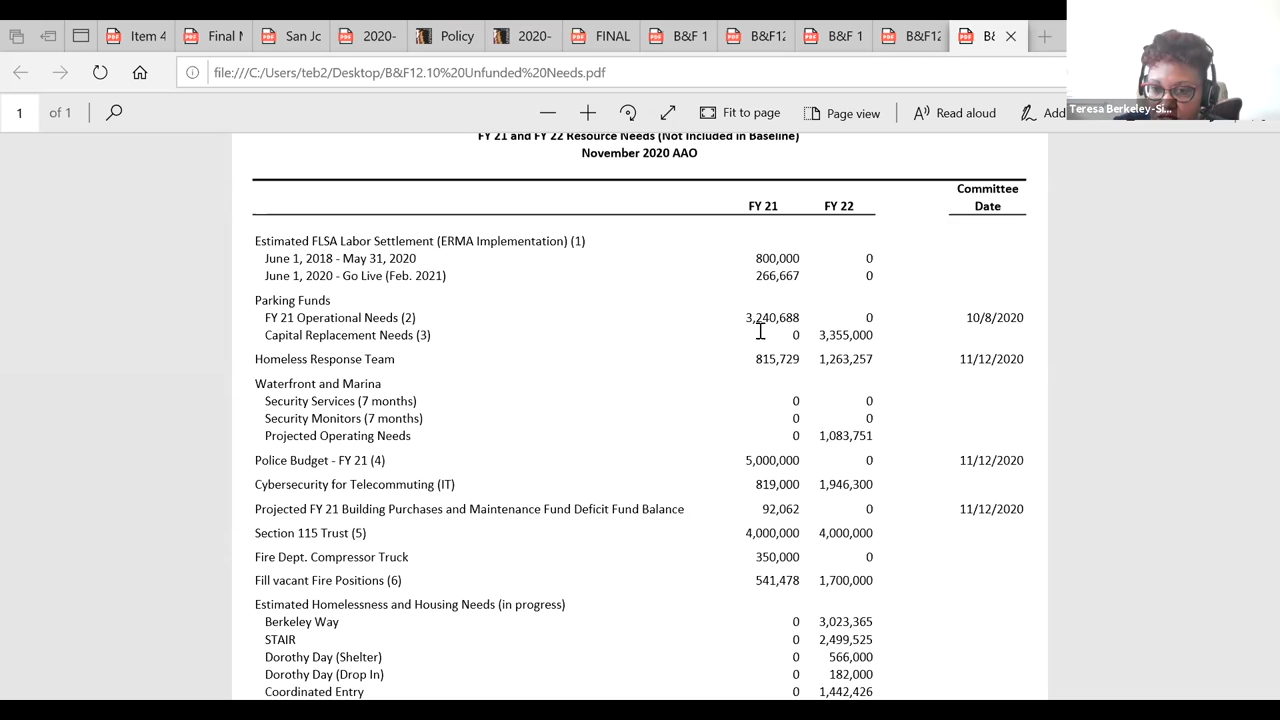 Item 4
Final N
San Jc
2020-
Policy
2020-
FINAL
B&F 1
B&F12
B&F 1
B&F12
B&
file:///C:/Users/teb2/Desktop/B&F12.10%20Unfunded%20Needs.pdf
1 of 1
Fit to page
Page view
Read aloud
Add
Teresa Berkeley-Si...
FY 21 and FY 22 Resource Needs (Not Included in Baseline)
November 2020 AAO
Committee
FY 21 FY 22 Date
Estimated FLSA Labor Settlement (ERMA Implementation) (1)
June 1, 2018 - May 31, 2020 800,000 0
June 1, 2020 - Go Live (Feb. 2021) 266,667 0
Parking Funds
FY 21 Operational Needs (2) 3,240,688 0 10/8/2020
Capital Replacement Needs (3) 0 3,355,000
Homeless Response Team 815,729 1,263,257 11/12/2020
Waterfront and Marina
Security Services (7 months) 0 0
Security Monitors (7 months) 0 0
Projected Operating Needs 0 1,083,751
Police Budget - FY 21 (4) 5,000,000 0 11/12/2020
Cybersecurity for Telecommuting (IT) 819,000 1,946,300
Projected FY 21 Building Purchases and Maintenance Fund Deficit Fund Balance 92,062 0 11/12/2020
Section 115 Trust (5) 4,000,000 4,000,000
Fire Dept. Compressor Truck 350,000 0
Fill vacant Fire Positions (6) 541,478 1,700,000
Estimated Homelessness and Housing Needs (in progress)
Berkeley Way 0 3,023,365
STAIR 0 2,499,525
Dorothy Day (Shelter) 0 566,000
Dorothy Day (Drop In) 0 182,000
Coordinated Entry 0 1,442,426